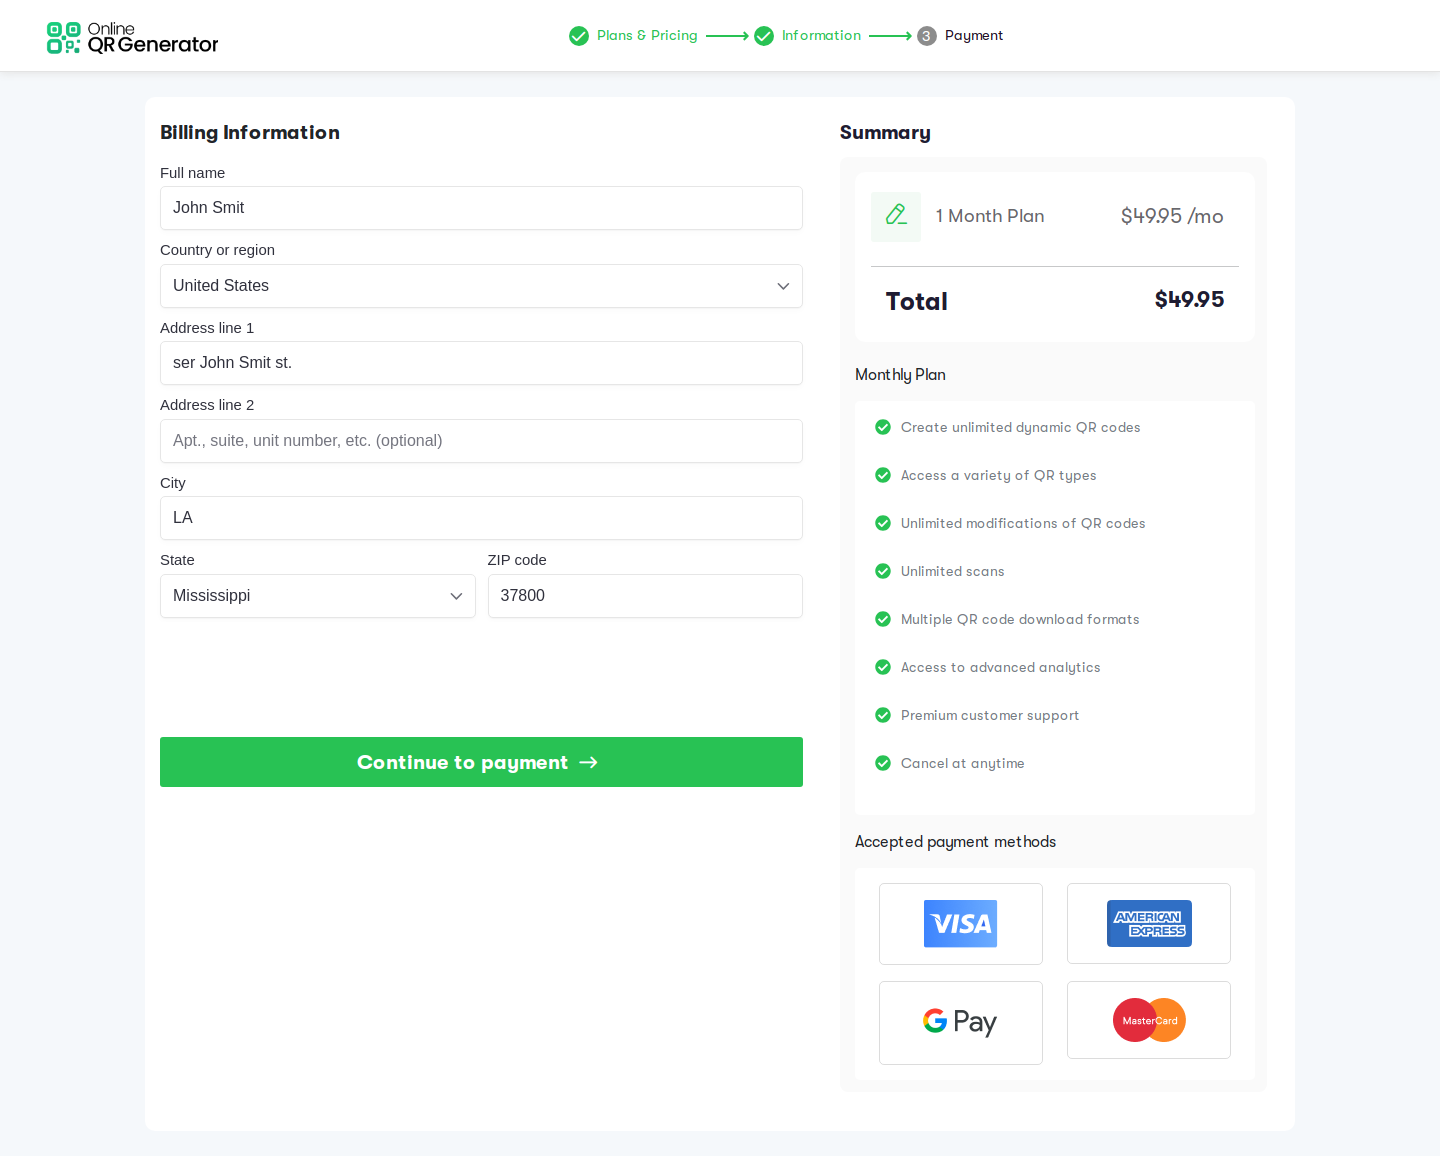 Online
QR Generator
Plans & Pricing
Information
3 Payment
Billing Information
Full name
John Smit
Country or region
United States
Address line 1
ser John Smit st.
Address line 2
Apt., suite, unit number, etc. (optional)
City
LA
State
ZIP code
Mississippi
37800
Continue to payment
Summary
1 Month Plan
$49.95 /mo
Total
$49.95
Monthly Plan
Create unlimited dynamic QR codes
Access a variety of QR types
Unlimited modifications of QR codes
Unlimited scans
Multiple QR code download formats
Access to advanced analytics
Premium customer support
Cancel at anytime
Accepted payment methods
VISA
AMERICAN
EXPRESS
G Pay
MasterCard